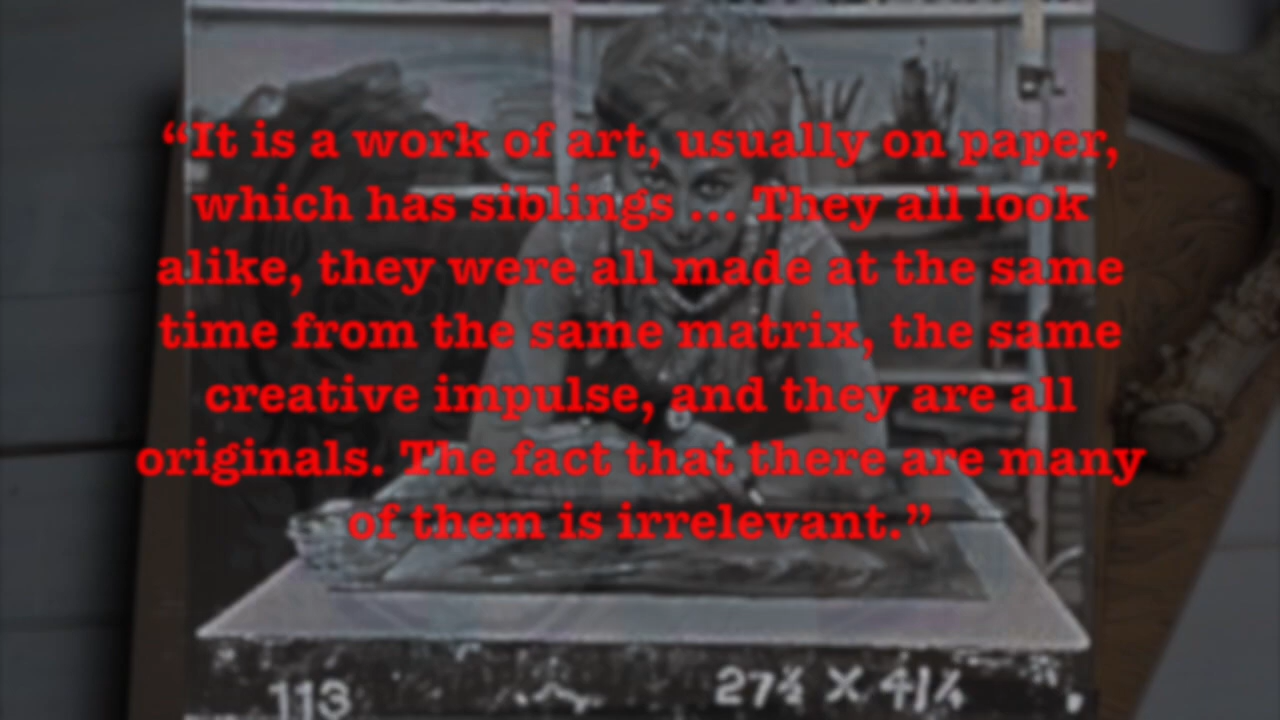 “It is a work of art, usually on paper,
which has siblings ... They all look
alike, they were all made at the same
time from the same matrix, the same
creative impulse, and they are all
originals. The fact that there are many
of them is irrelevant.”
113
27¾ X 41¼